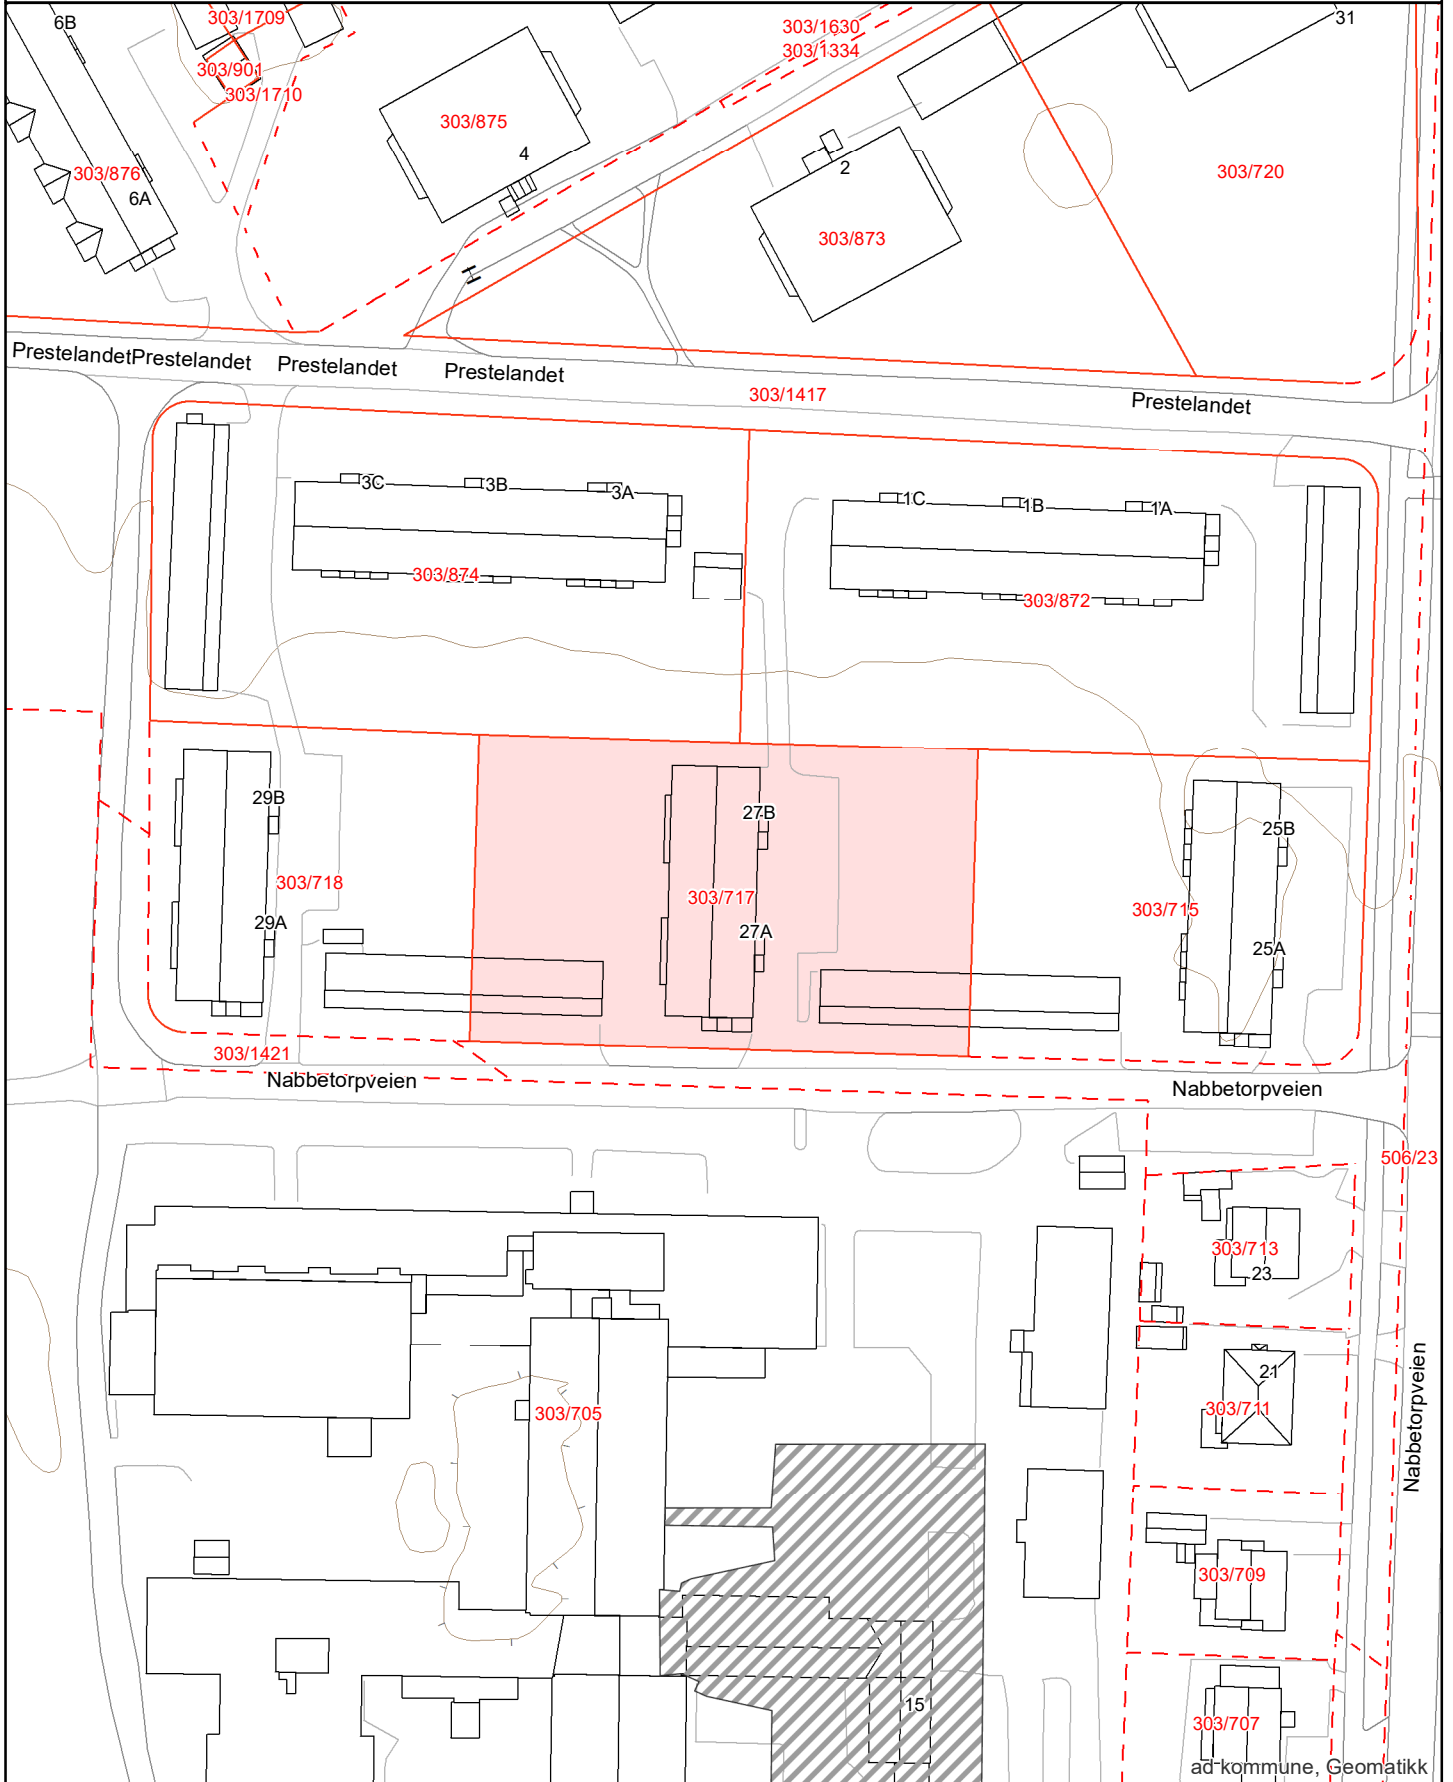 6B
303/1709
303/1630
31
303/1334
303/901
303/1710
303/875
4
2
303/876
6A
303/720
303/873
Prestelandet
Prestelandet
Prestelandet
Prestelandet
303/1417
Prestelandet
3C
3B
3A
1C
1B
1A
303/874
303/872
29B
27B
25B
303/718
303/717
303/715
29A
27A
25A
303/1421
Nabbetorpveien
Nabbetorpveien
506/23
303/713
23
21
303/711
303/705
Nabbetorpveien
303/709
15
303/707
ad kommune, Geomatikk